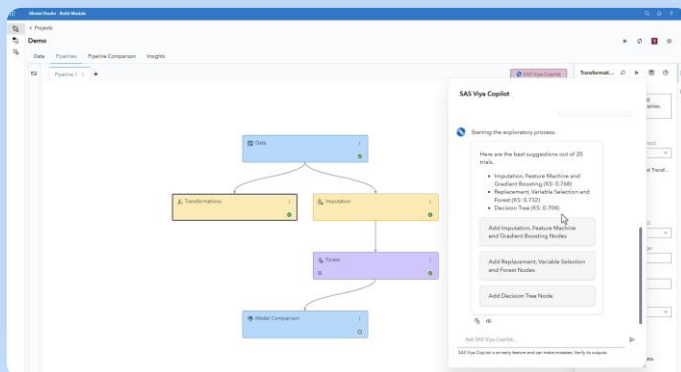 Model Studio - Build Models
Projects
Demo
Data Pipelines Pipeline Comparison Insights
Pipeline 1
SAS Viya Copilot
Transformati...
SAS Viya Copilot
Starting the exploratory process.
Here are the best suggestions out of 20
trials.
Imputation, Feature Machine and
Gradient Boosting (KS: 0.768)
Replacement, Variable Selection and
Forest (KS: 0.732)
Decision Tree (KS: 0.704)
Add Imputation, Feature Machine
and Gradient Boosting Nodes
Add Replacement, Variable Selection
and Forest Nodes
Add Decision Tree Node
Ask SAS Viya Copilot...
SAS Viya Copilot is an early feature and can make mistakes. Verify its outputs.
Data
Transformations
Imputation
Forest
Model Comparison